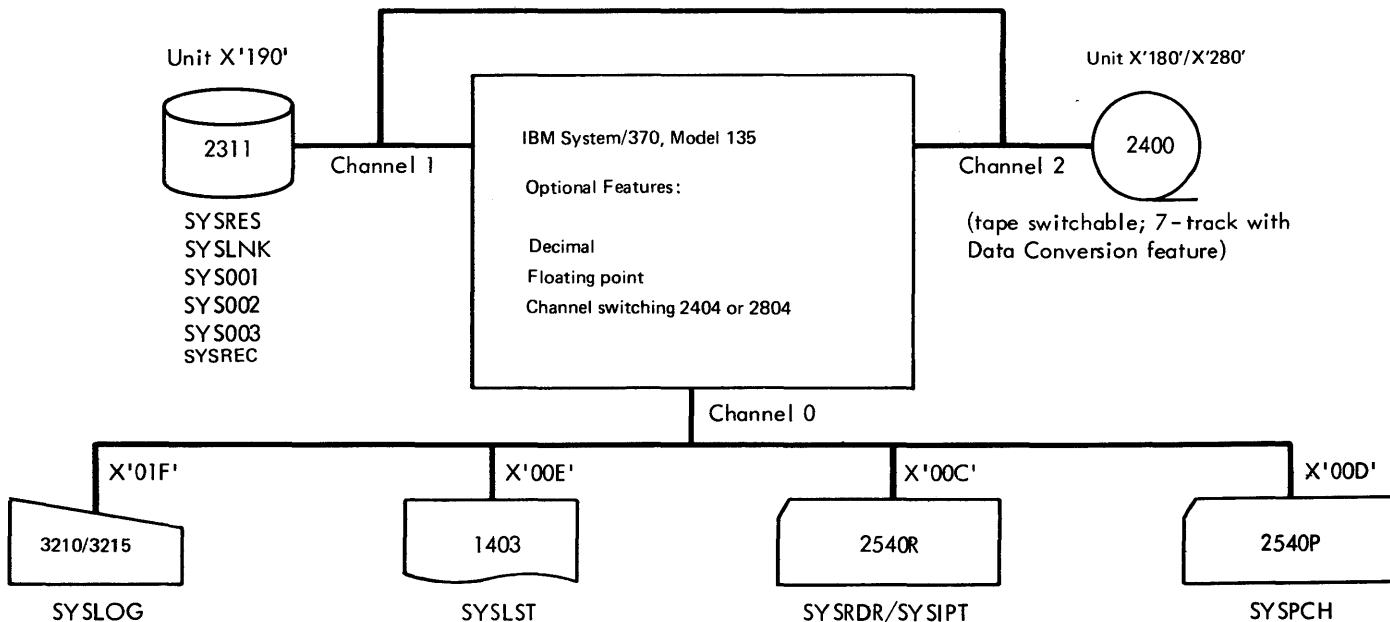 Unit X'190'
2311
Channel 1
SYSRES
SYSLNK
SYS001
SYS002
SYS003
SYSREC
IBM System/370, Model 135
Optional Features:
Decimal
Floating point
Channel switching 2404 or 2804
Unit X'180'/X'280'
2400
Channel 2
(tape switchable; 7-track with
Data Conversion feature)
Channel 0
X'01F'
X'00E'
X'00C'
X'00D'
3210/3215
1403
2540R
2540P
SYSLOG
SYSLST
SYSRDR/SYSIPT
SYSPCH